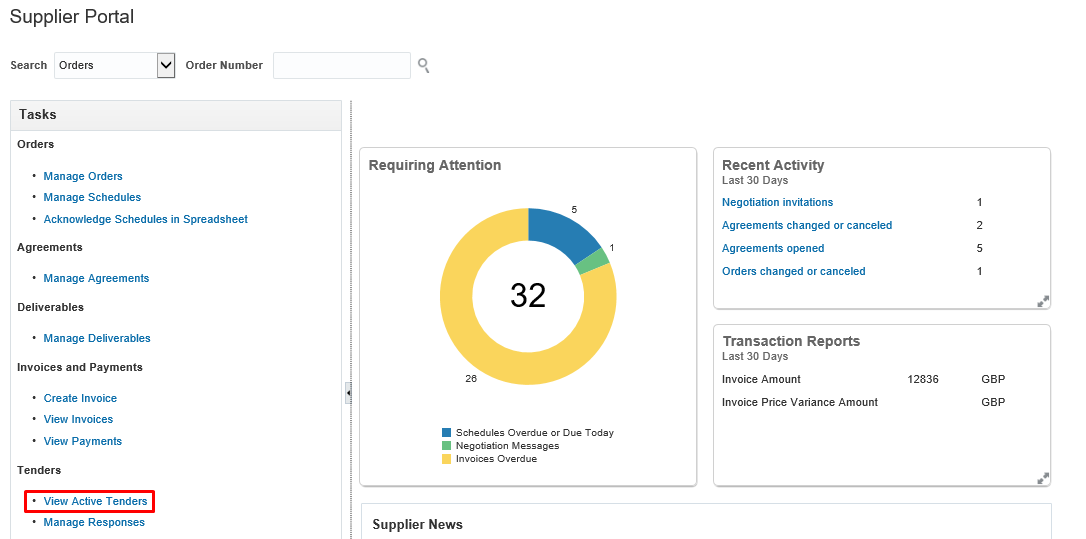 Supplier Portal
Search Orders Order Number
Tasks
Orders
• Manage Orders
• Manage Schedules
• Acknowledge Schedules in Spreadsheet
Agreements
• Manage Agreements
Deliverables
• Manage Deliverables
Invoices and Payments
• Create Invoice
• View Invoices
• View Payments
Tenders
• View Active Tenders
• Manage Responses
Requiring Attention
5
1
32
26
Schedules Overdue or Due Today
Negotiation Messages
Invoices Overdue
Recent Activity
Last 30 Days
Negotiation invitations 1
Agreements changed or canceled 2
Agreements opened 5
Orders changed or canceled 1
Transaction Reports
Last 30 Days
Invoice Amount 12836 GBP
Invoice Price Variance Amount GBP
Supplier News